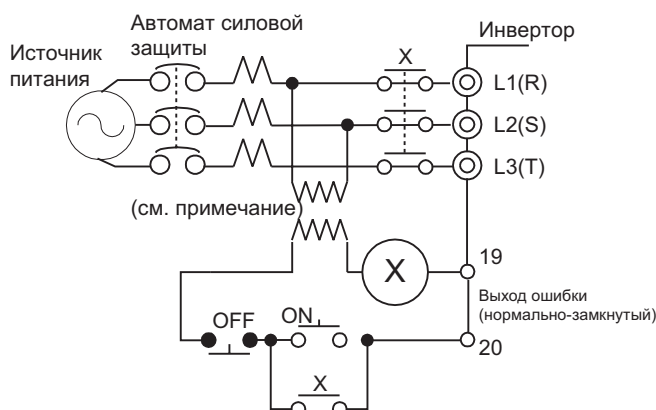 Автомат силовой
защиты
Инвертор
Источник
питания
X
L1(R)
L2(S)
L3(T)
(см. примечание)
19
X
Выход ошибки
(нормально-замкнутый)
OFF
ON
20
X